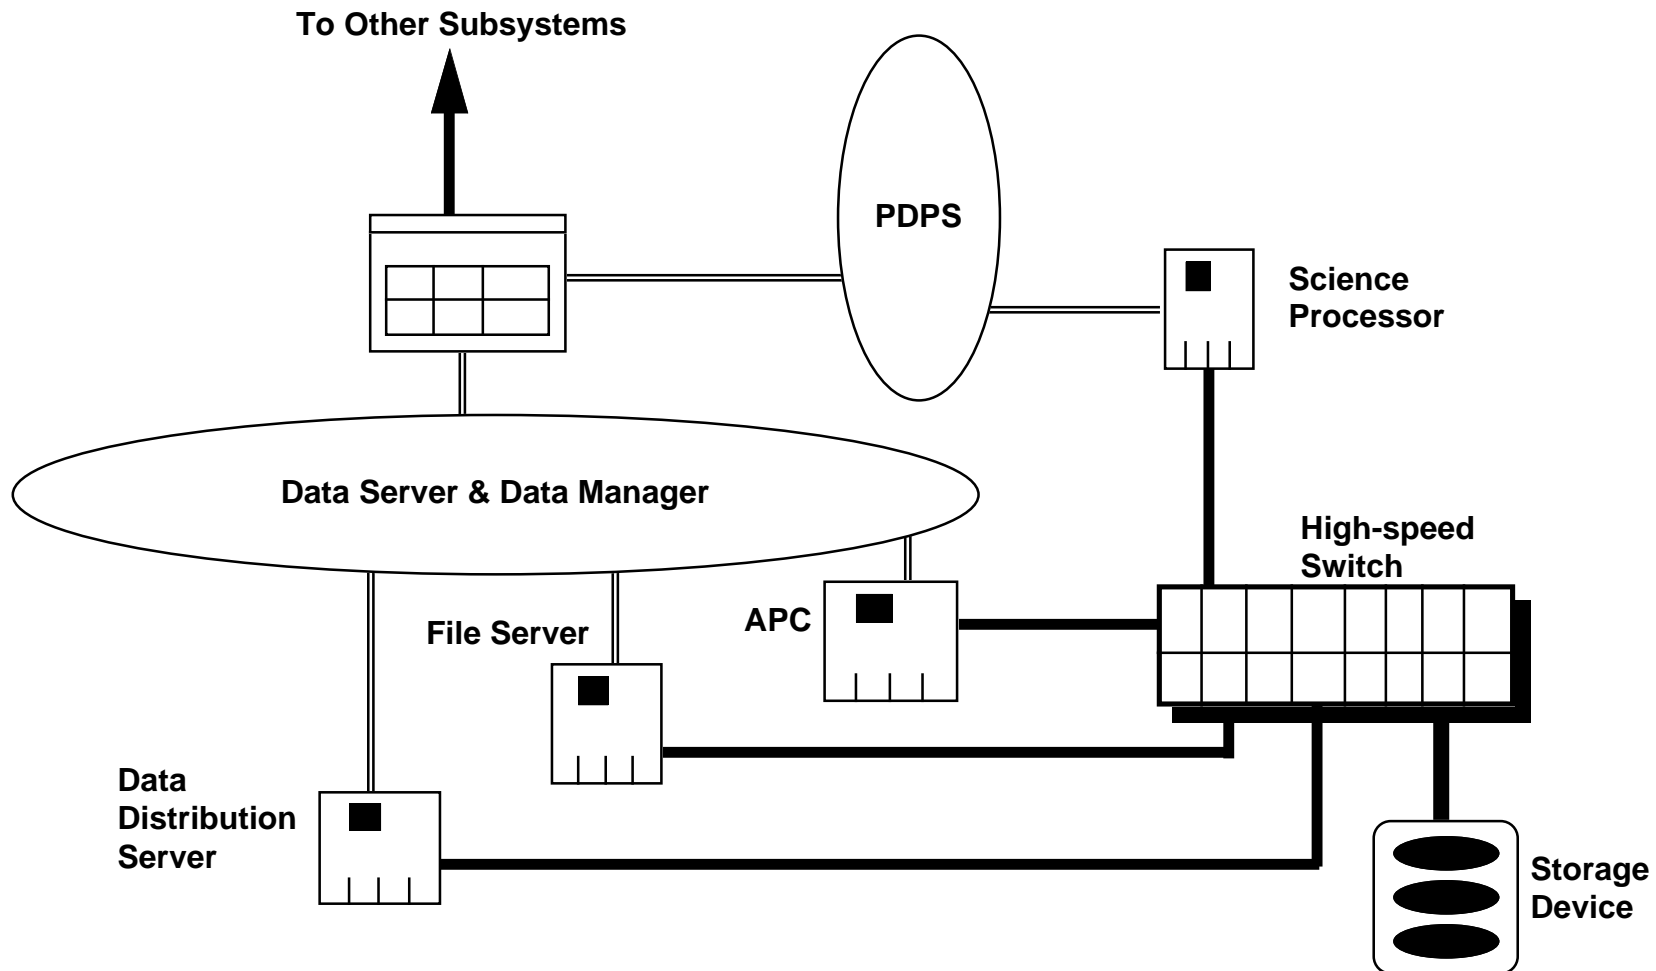 To Other Subsystems
PDPS
Science
Processor
Data Server & Data Manager
High-speed
Switch
APC
File Server
Data
Distribution
Server
Storage
Device